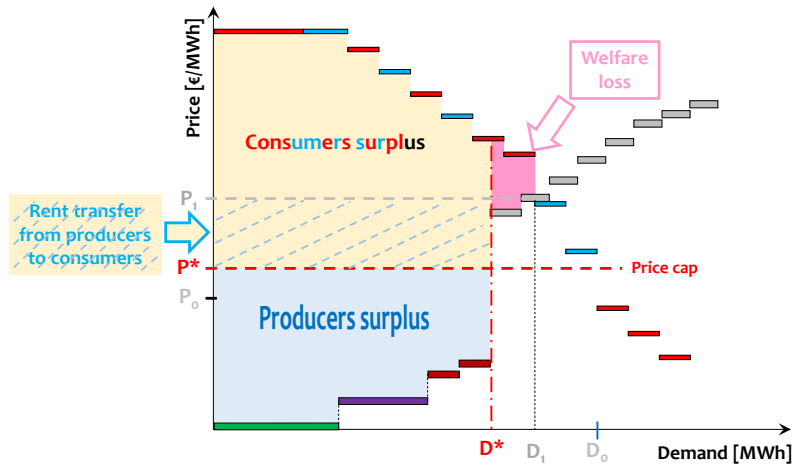 Price [€/MWh]
Welfare
loss
Consumers surplus
P1
Rent transfer
from producers
to consumers
P*
Price cap
P0
Producers surplus
D*
D1
D0
Demand [MWh]